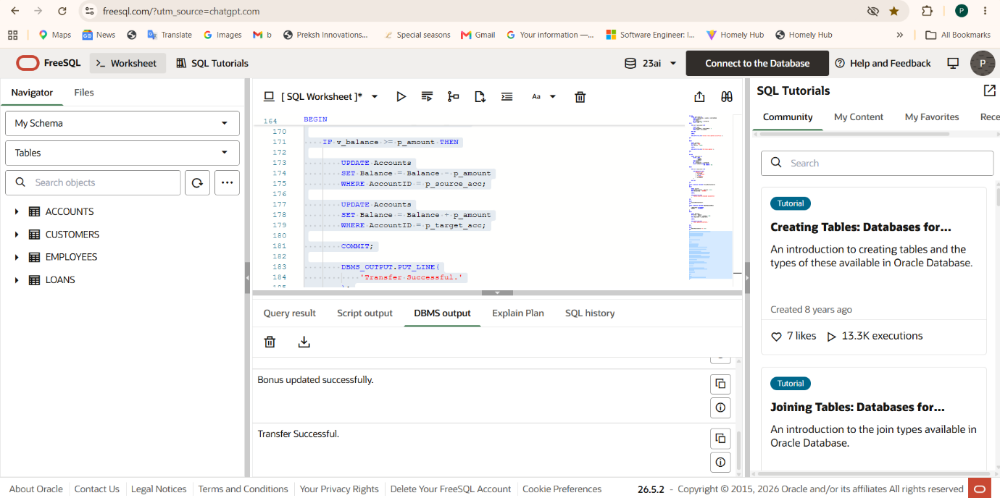 freesql.com/?utm_source=chatgpt.com
P
Maps
News
Translate
Images
b
Preksh Innovations...
Special seasons
Gmail
Your information —...
Software Engineer: I...
Homely Hub
Homely Hub
»
All Bookmarks
FreeSQL
>_ Worksheet
SQL Tutorials
23ai
Connect to the Database
Help and Feedback
P
Navigator
Files
My Schema
Tables
Search objects
ACCOUNTS
CUSTOMERS
EMPLOYEES
LOANS
[ SQL Worksheet ]*
Aa
164 BEGIN
170
171 IF v_balance >= p_amount THEN
172
173 UPDATE Accounts
174 SET Balance = Balance - p_amount
175 WHERE AccountID = p_source_acc;
176
177 UPDATE Accounts
178 SET Balance = Balance + p_amount
179 WHERE AccountID = p_target_acc;
180
181 COMMIT;
182
183 DBMS_OUTPUT.PUT_LINE(
184 'Transfer Successful.'
185 );
Query result
Script output
DBMS output
Explain Plan
SQL history
Bonus updated successfully.
Transfer Successful.
SQL Tutorials
Community
My Content
My Favorites
Rece
Search
Tutorial
Creating Tables: Databases for...
An introduction to creating tables and the
types of these available in Oracle Database.
Created 8 years ago
7 likes
13.3K executions
Tutorial
Joining Tables: Databases for...
An introduction to the join types available in
Oracle Database.
About Oracle
Contact Us
Legal Notices
Terms and Conditions
Your Privacy Rights
Delete Your FreeSQL Account
Cookie Preferences
26.5.2 - Copyright © 2015, 2026 Oracle and/or its affiliates All rights reserved